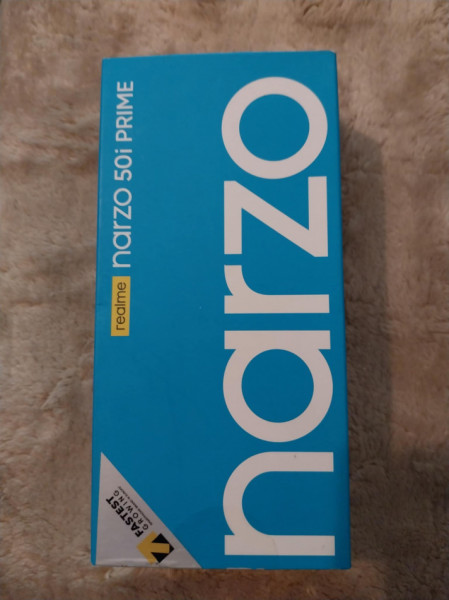 realme narzo 50i PRIME
narzo
FASTEST
GROWING